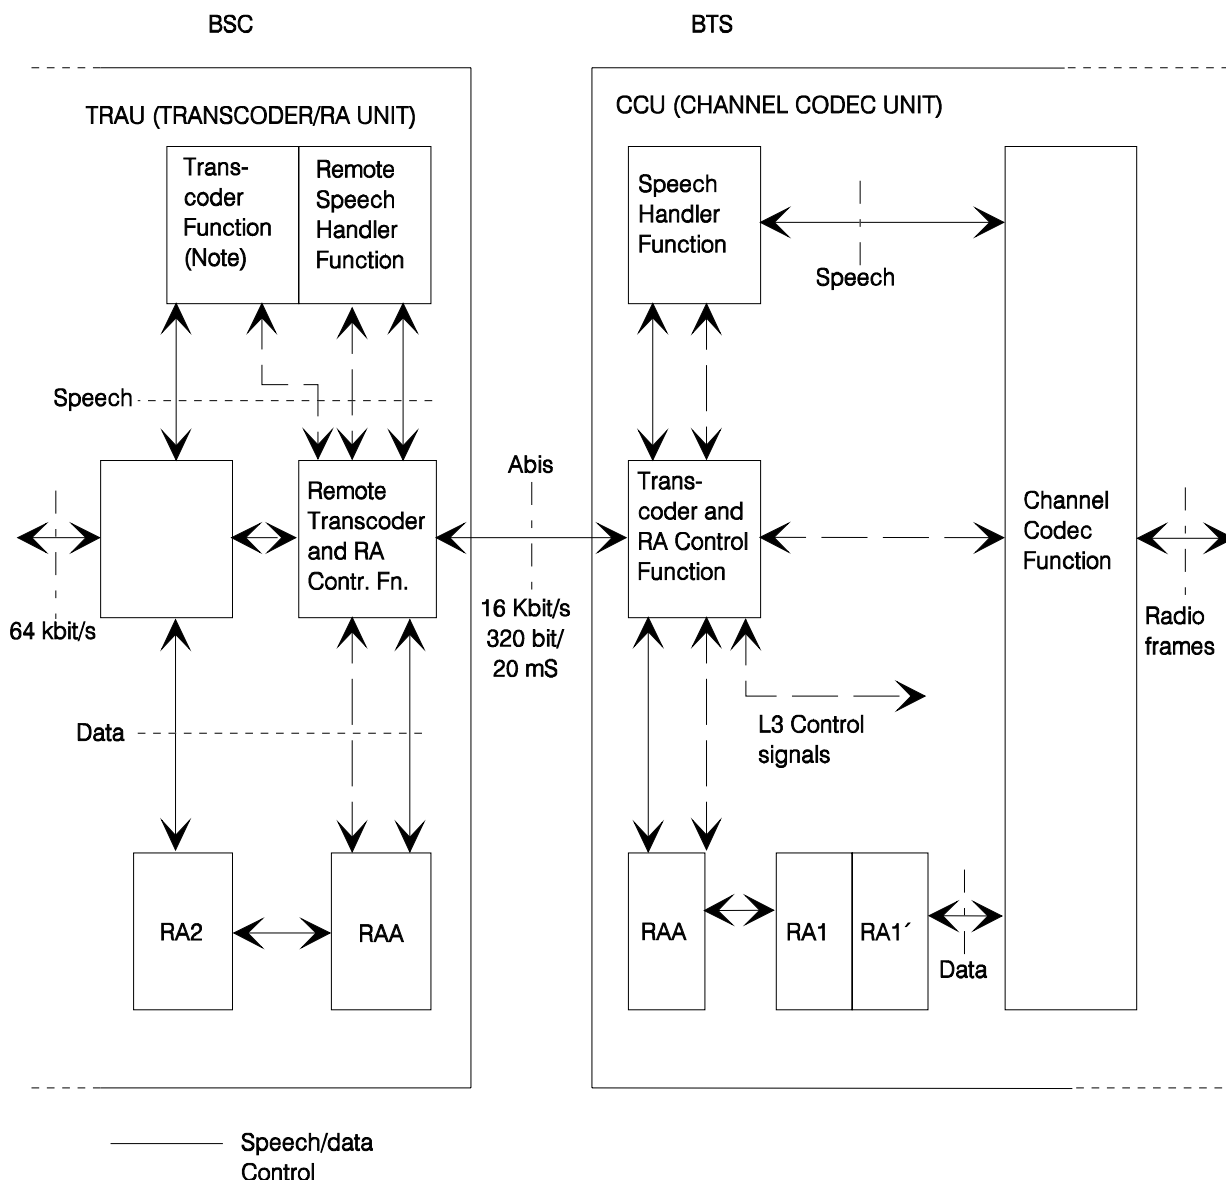 BSC
BTS
TRAU (TRANSCODER/RA UNIT)
CCU (CHANNEL CODEC UNIT)
Trans-
coder
Function
(Note)
Remote
Speech
Handler
Function
Speech
Handler
Function
Speech
Speech
Abis
Remote
Transcoder
and RA
Contr. Fn.
Trans-
coder and
RA Control
Function
Channel
Codec
Function
64 kbit/s
16 Kbit/s
320 bit/
20 mS
Radio
frames
L3 Control
signals
Data
RA2
RAA
RAA
RA1
RA1´
Data
Speech/data
Control